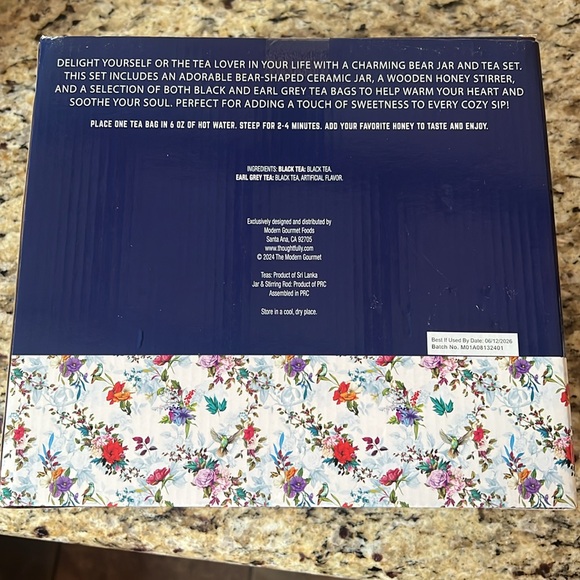 DELIGHT YOURSELF OR THE TEA LOVER IN YOUR LIFE WITH A CHARMING BEAR JAR AND TEA SET.
THIS SET INCLUDES AN ADORABLE BEAR-SHAPED CERAMIC JAR, A WOODEN HONEY STIRRER,
AND A SELECTION OF BOTH BLACK AND EARL GREY TEA BAGS TO HELP WARM YOUR HEART AND
SOOTHE YOUR SOUL. PERFECT FOR ADDING A TOUCH OF SWEETNESS TO EVERY COZY SIP!
PLACE ONE TEA BAG IN 6 OZ OF HOT WATER. STEEP FOR 2-4 MINUTES. ADD YOUR FAVORITE HONEY TO TASTE AND ENJOY.
INGREDIENTS: BLACK TEA: BLACK TEA.
EARL GREY TEA: BLACK TEA, ARTIFICIAL FLAVOR.
Exclusively designed and distributed by
Modern Gourmet Foods
Santa Ana, CA 92705
www.thoughtfully.com
© 2024 The Modern Gourmet
Teas: Product of Sri Lanka
Jar & Stirring Rod: Product of PRC
Assembled in PRC
Store in a cool, dry place.
Best If Used By Date: 06/12/2026
Batch No. M01A08132401